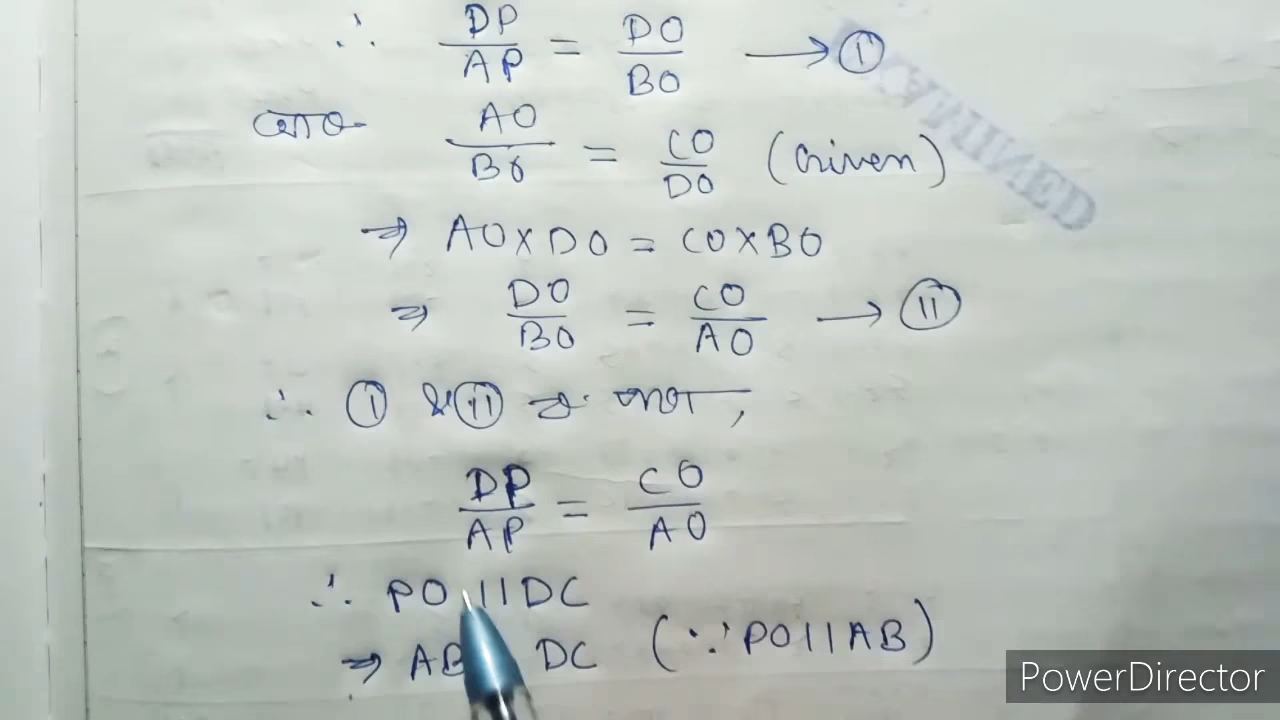 ∴ DP/AP = DO/BO → (I)
AO/BO = CO/DO (Given)
⇒ AO×DO = CO×BO
⇒ DO/BO = CO/AO → (II)
∴ (I) & (II)
DP/AP = CO/AO
∴ PO || DC
⇒ AB DC (∵ PO || AB)
EXAMINED
PowerDirector